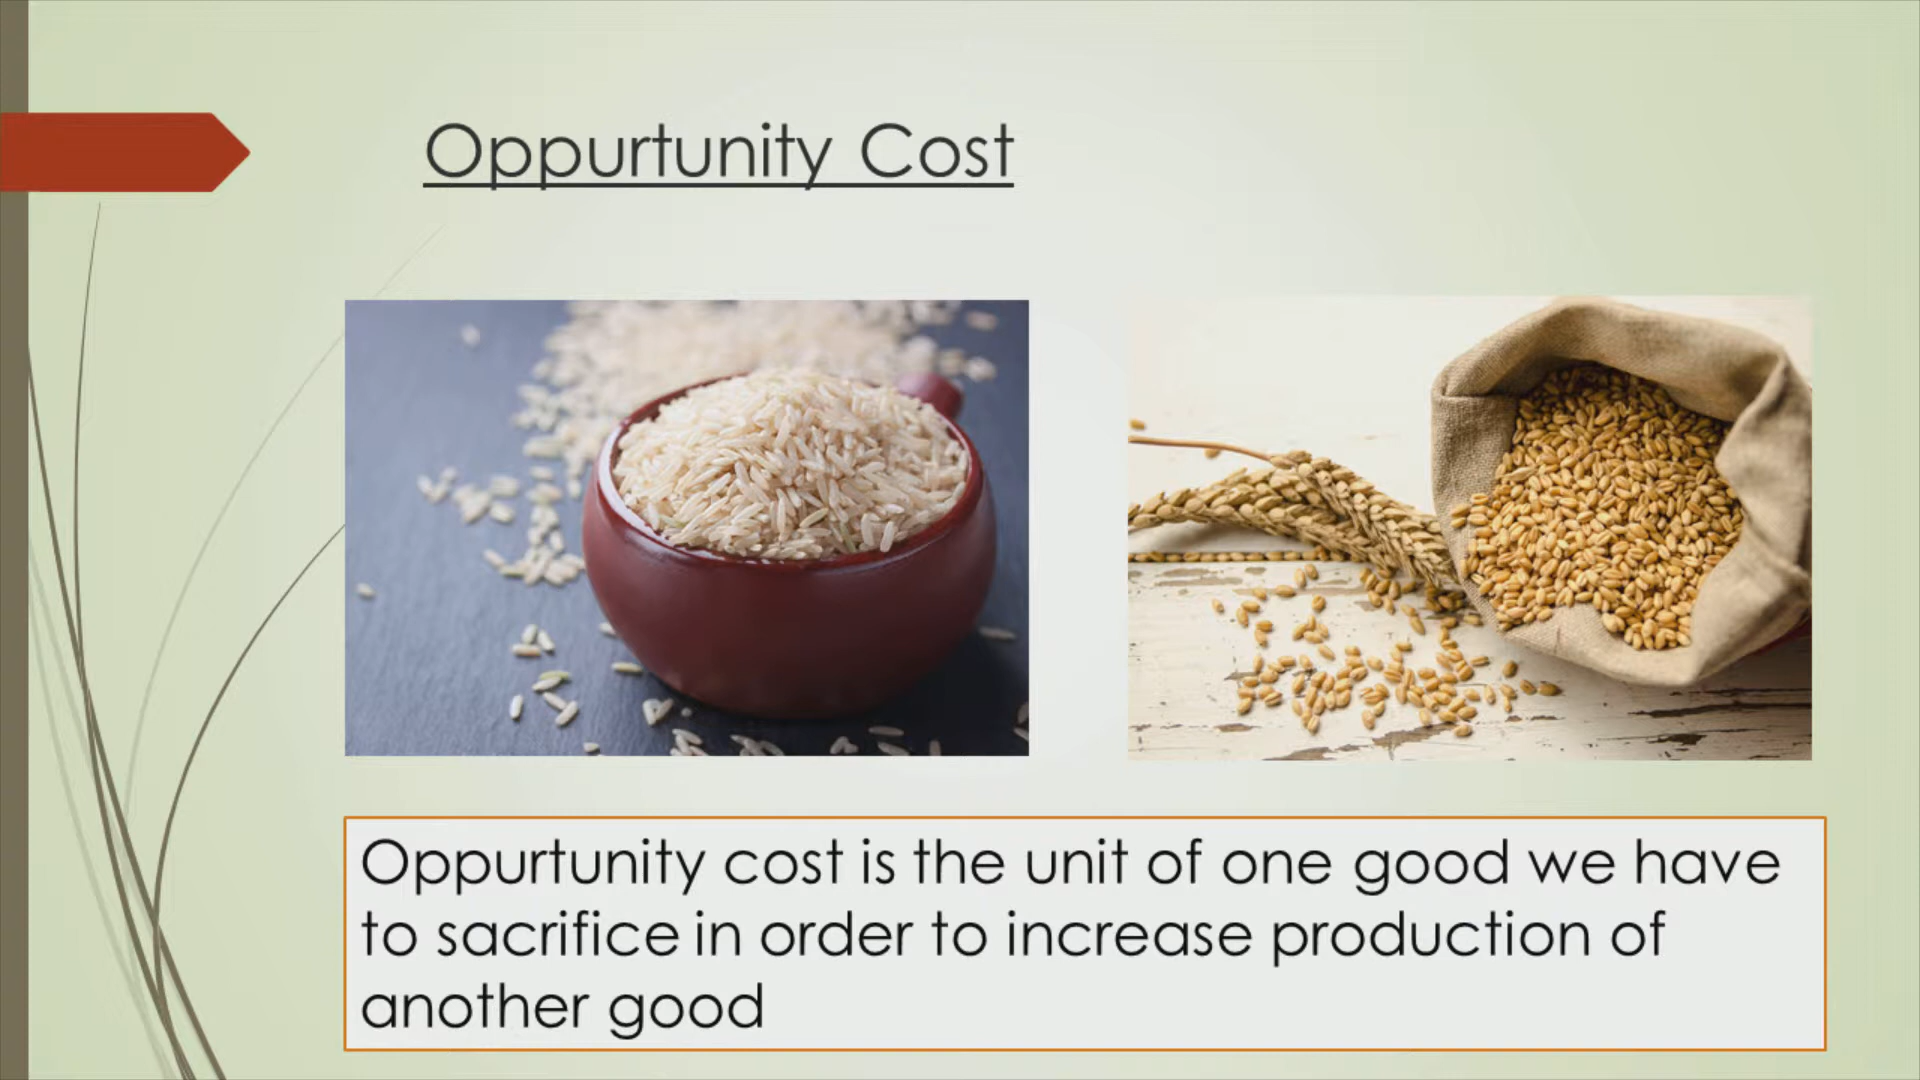 Oppurtunity Cost
Oppurtunity cost is the unit of one good we have
to sacrifice in order to increase production of
another good